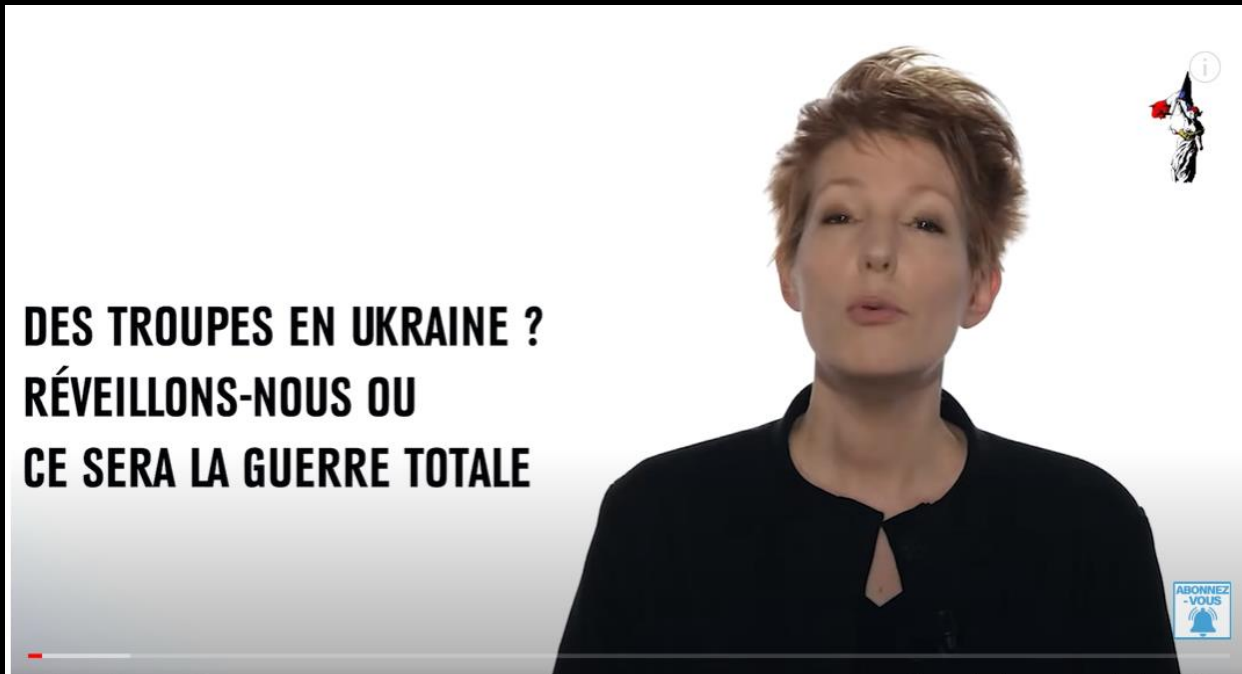 DES TROUPES EN UKRAINE ?
RÉVEILLONS-NOUS OU
CE SERA LA GUERRE TOTALE
ABONNEZ
-VOUS